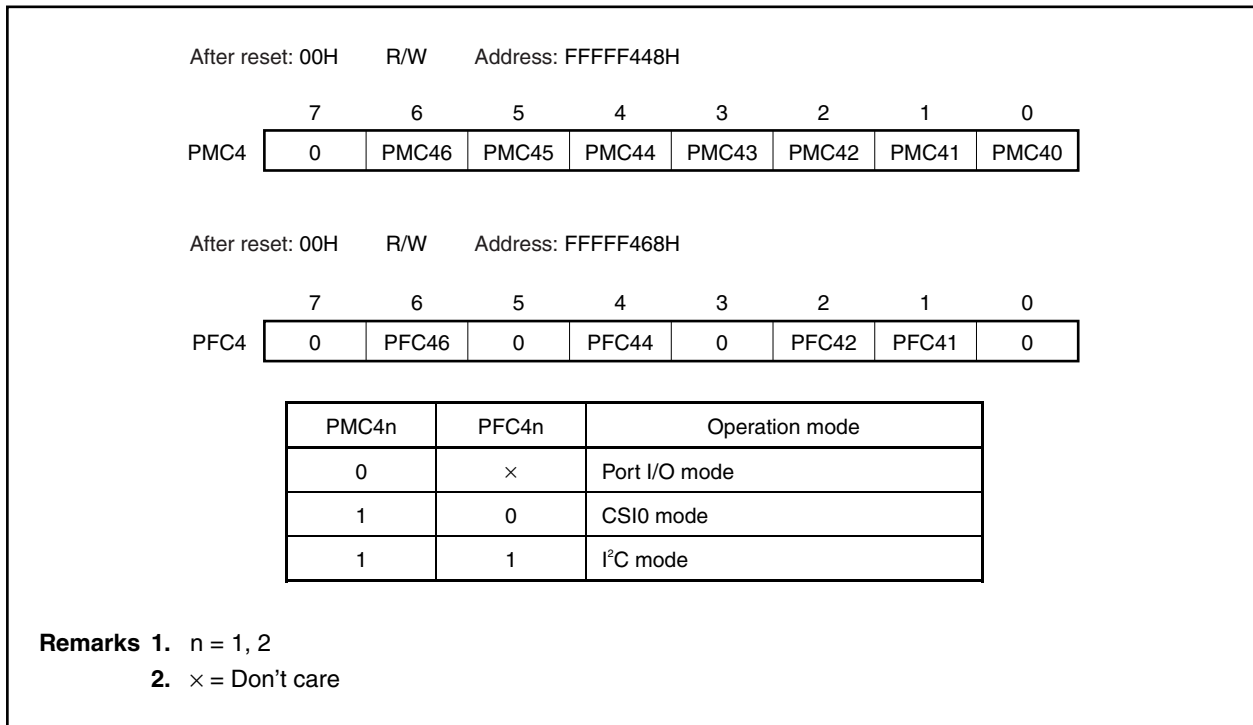 After reset: 00H R/W Address: FFFFF448H
7 6 5 4 3 2 1 0
PMC4 0 PMC46 PMC45 PMC44 PMC43 PMC42 PMC41 PMC40
After reset: 00H R/W Address: FFFFF468H
7 6 5 4 3 2 1 0
PFC4 0 PFC46 0 PFC44 0 PFC42 PFC41 0
PMC4n PFC4n Operation mode
0 × Port I/O mode
1 0 CSI0 mode
1 1 I²C mode
Remarks 1. n = 1, 2
2. × = Don't care